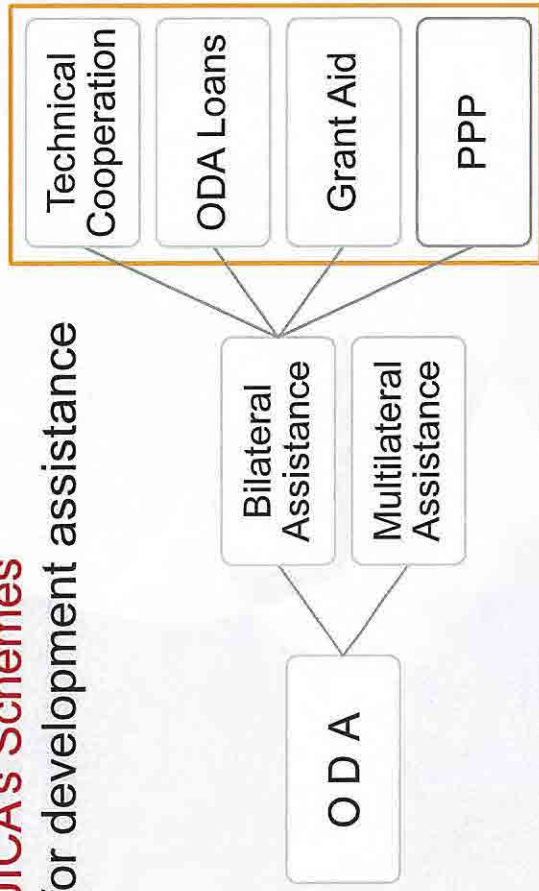 JICA's Schemes
for development assistance
O D A
Bilateral
Assistance
Multilateral
Assistance
Technical
Cooperation
ODA Loans
Grant Aid
PPP